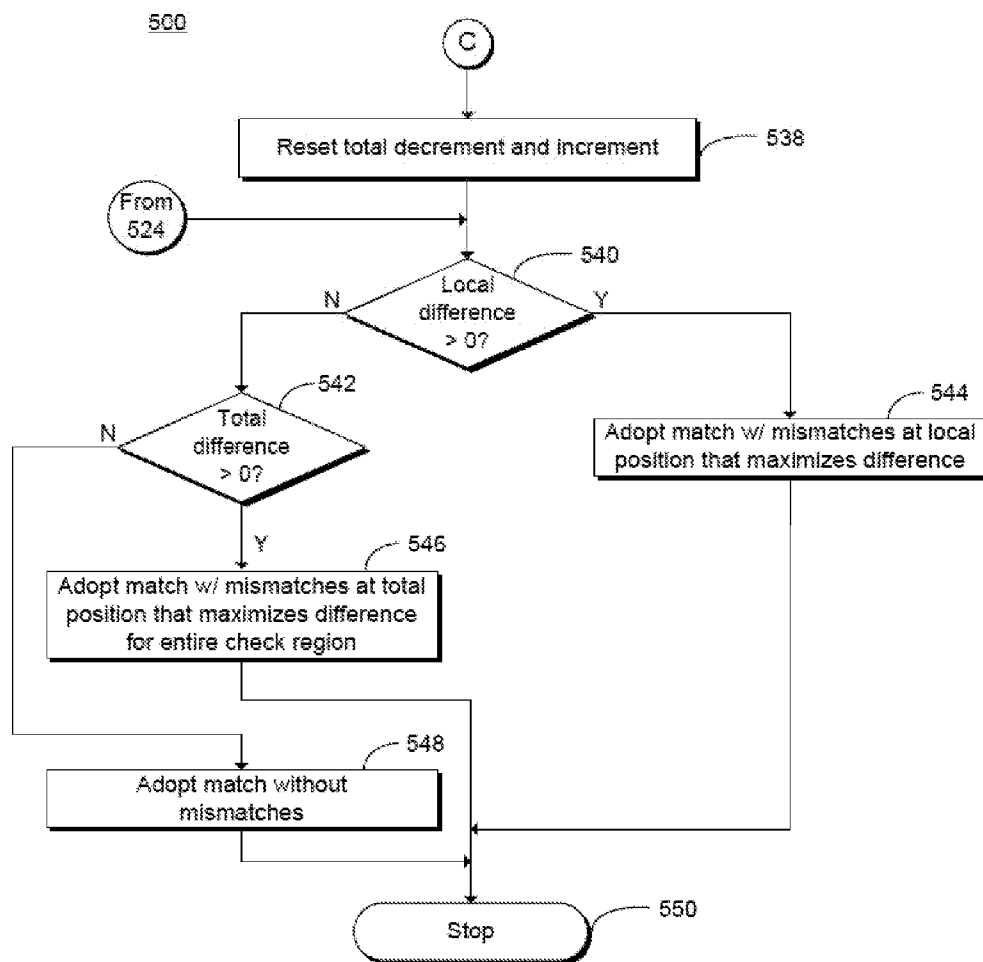 500
C
Reset total decrement and increment
538
From
524
540
Local
difference
> 0?
N
Y
542
Total
difference
> 0?
N
Y
544
Adopt match w/ mismatches at local
position that maximizes difference
546
Adopt match w/ mismatches at total
position that maximizes difference
for entire check region
548
Adopt match without
mismatches
Stop
550